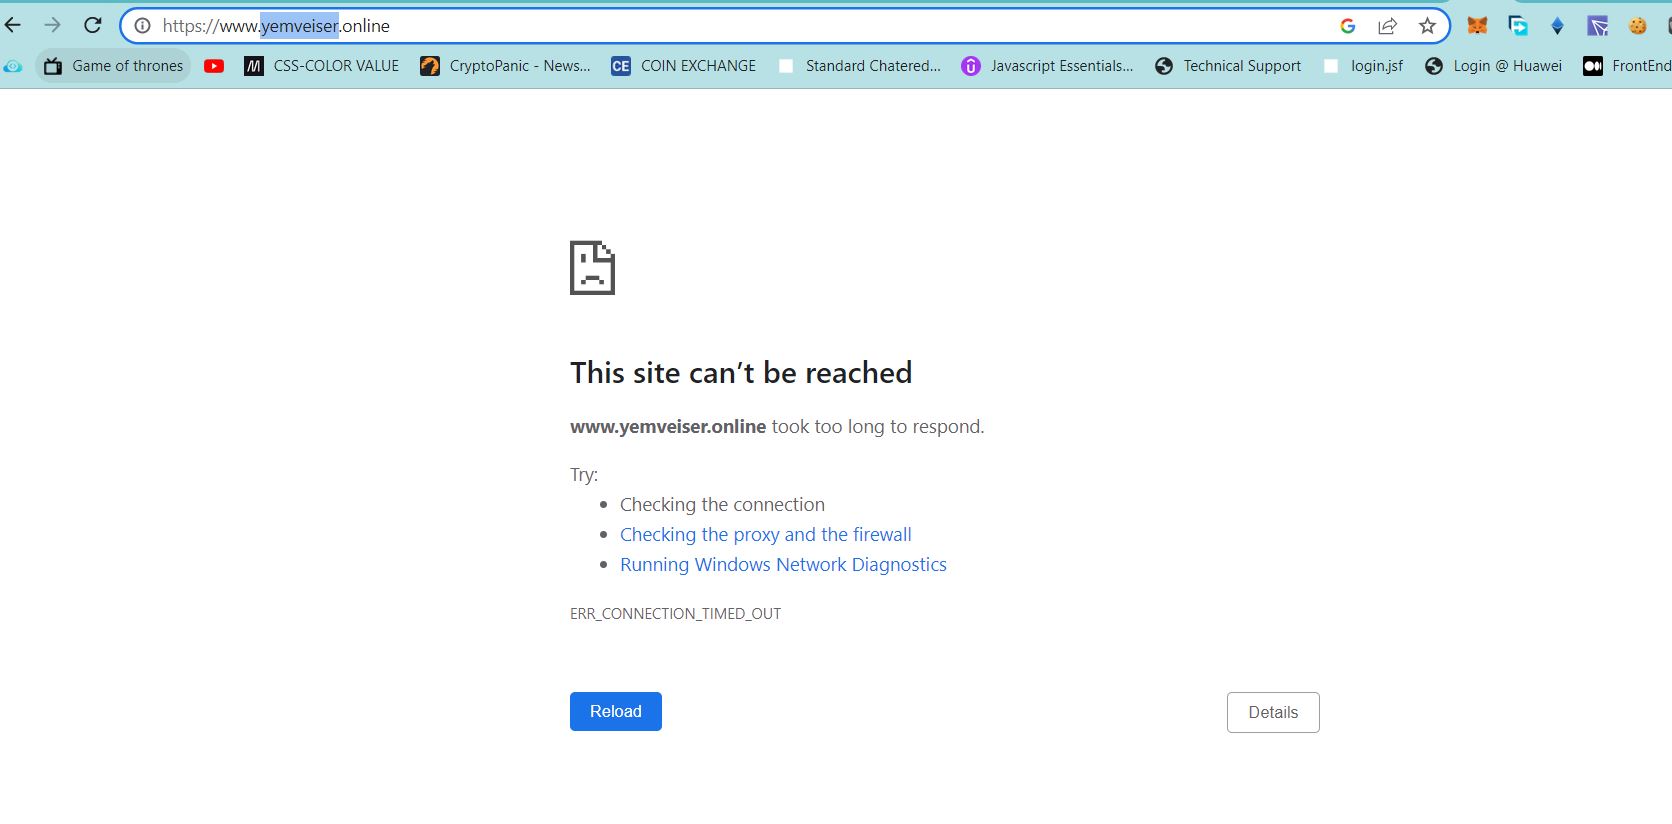 https://www.yemveiser.online
Game of thrones CSS-COLOR VALUE CryptoPanic - News... CE COIN EXCHANGE Standard Chatered... Javascript Essentials... Technical Support login.jsf Login @ Huawei FrontEnd
This site can’t be reached
www.yemveiser.online took too long to respond.
Try:
Checking the connection
Checking the proxy and the firewall
Running Windows Network Diagnostics
ERR_CONNECTION_TIMED_OUT
Reload Details